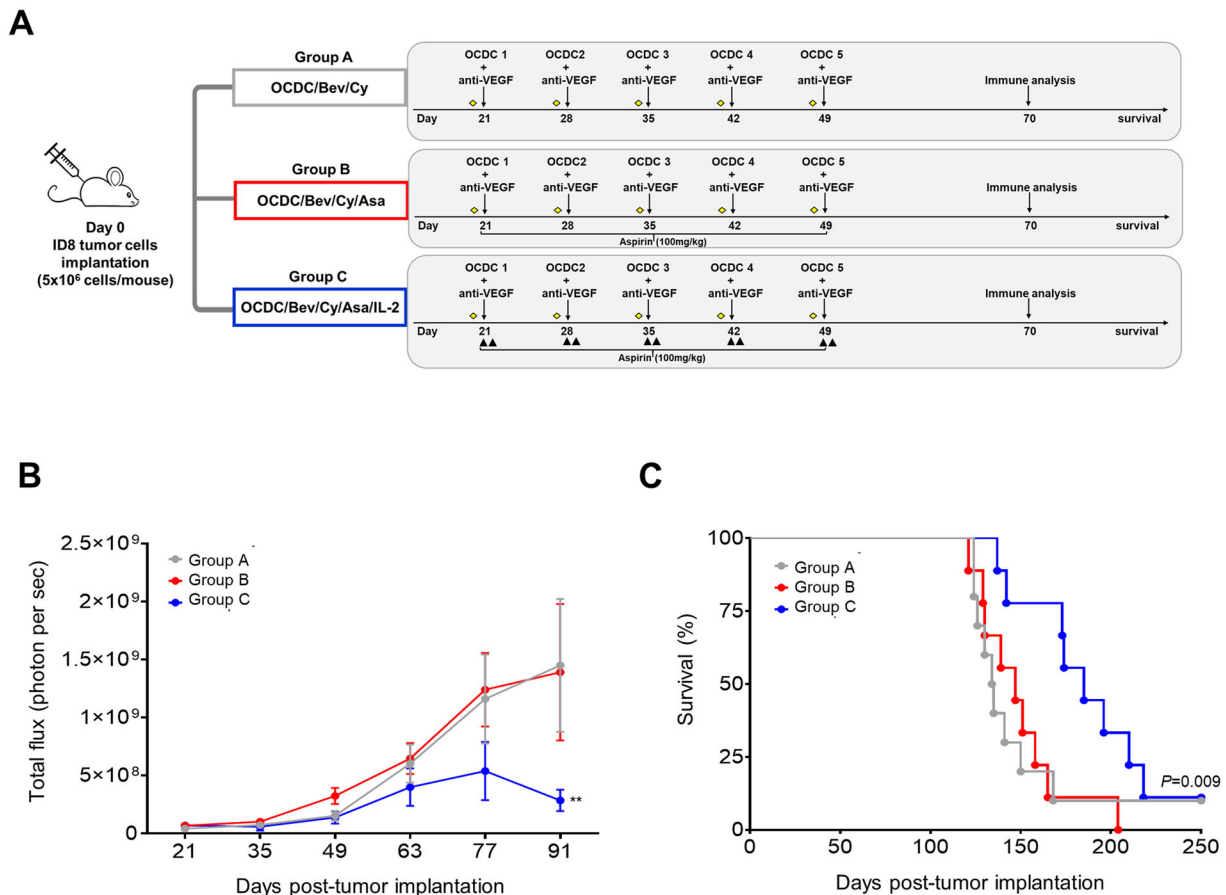 A
Group A
OCDC/Bev/Cy
OCDC 1 OCDC2 OCDC 3 OCDC 4 OCDC 5
+ + + + +
anti-VEGF anti-VEGF anti-VEGF anti-VEGF anti-VEGF Immune analysis
Day 21 28 35 42 49 70 survival
Group B
OCDC/Bev/Cy/Asa
OCDC 1 OCDC2 OCDC 3 OCDC 4 OCDC 5
+ + + + +
anti-VEGF anti-VEGF anti-VEGF anti-VEGF anti-VEGF Immune analysis
Day 21 28 35 42 49 70 survival
Aspirin (100mg/kg)
Day 0
ID8 tumor cells
implantation
(5x10⁶ cells/mouse)
Group C
OCDC/Bev/Cy/Asa/IL-2
OCDC 1 OCDC2 OCDC 3 OCDC 4 OCDC 5
+ + + + +
anti-VEGF anti-VEGF anti-VEGF anti-VEGF anti-VEGF Immune analysis
Day 21 28 35 42 49 70 survival
Aspirin (100mg/kg)
B
Total flux (photon per sec)
2.5×10⁹
2×10⁹
1.5×10⁹
1×10⁹
5×10⁸
0
Group A
Group B
Group C
**
21 35 49 63 77 91
Days post-tumor implantation
C
Survival (%)
100
75
50
25
0
Group A
Group B
Group C
P=0.009
0 50 100 150 200 250
Days post-tumor implantation